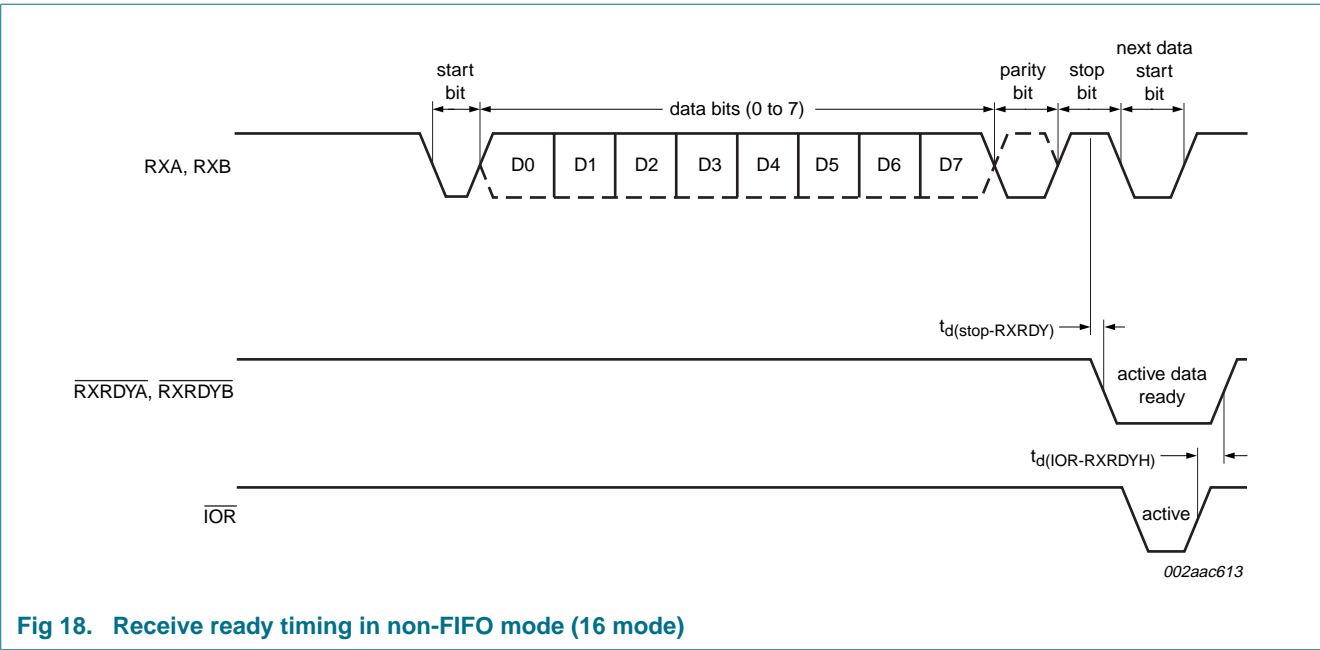 start
bit
data bits (0 to 7)
parity
bit
stop
bit
next data
start
bit
RXA, RXB
D0 D1 D2 D3 D4 D5 D6 D7
td(stop-RXRDY)
RXRDYA, RXRDYB
active data
ready
td(IOR-RXRDYH)
IOR
active
002aac613
Fig 18. Receive ready timing in non-FIFO mode (16 mode)